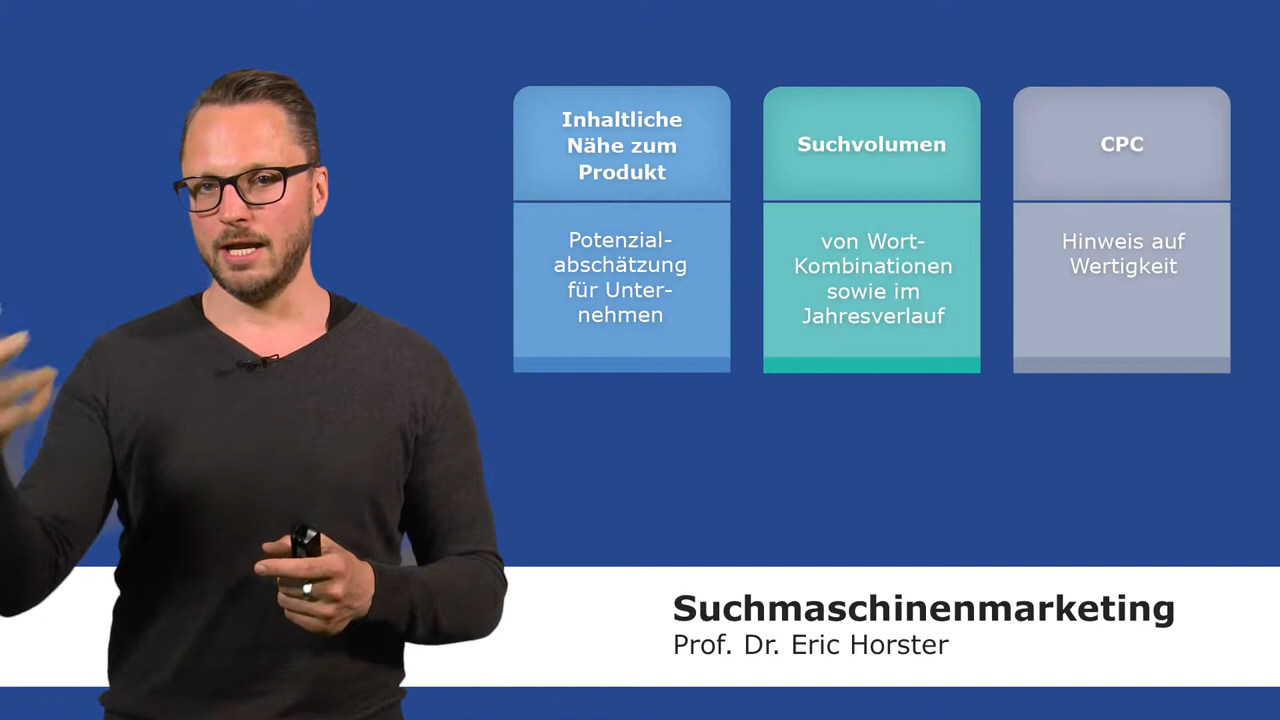 Inhaltliche
Nähe zum
Produkt
Potenzial-
abschätzung
für Unter-
nehmen
Suchvolumen
von Wort-
Kombinationen
sowie im
Jahresverlauf
CPC
Hinweis auf
Wertigkeit
Suchmaschinenmarketing
Prof. Dr. Eric Horster